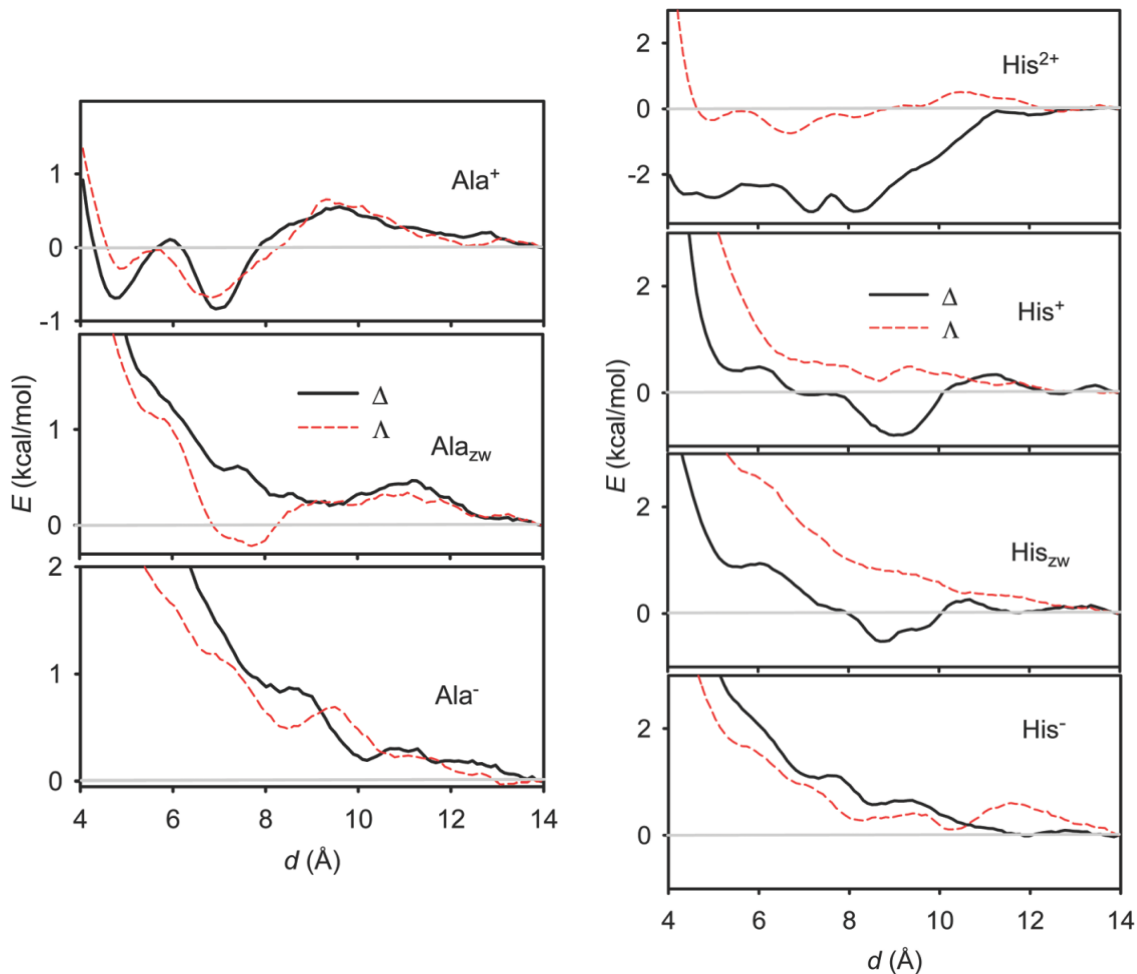 1
0
-1
Ala⁺
1
0
Δ
Λ
Ala_zw
E (kcal/mol)
2
1
0
Ala⁻
4 6 8 10 12 14
d (Å)
2
0
-2
His²⁺
2
0
Δ
Λ
His⁺
E (kcal/mol)
2
0
His_zw
2
0
His⁻
4 6 8 10 12 14
d (Å)